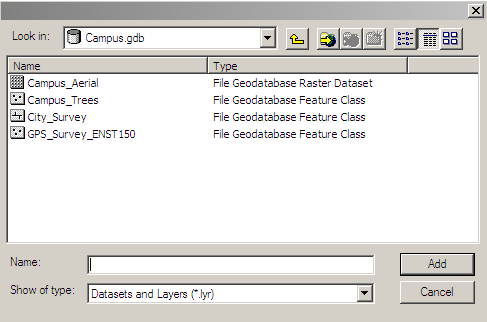 Look in: Campus.gdb
Name Type
Campus_Aerial File Geodatabase Raster Dataset
Campus_Trees File Geodatabase Feature Class
City_Survey File Geodatabase Feature Class
GPS_Survey_ENST150 File Geodatabase Feature Class
Name: Add
Show of type: Datasets and Layers (*.lyr) Cancel